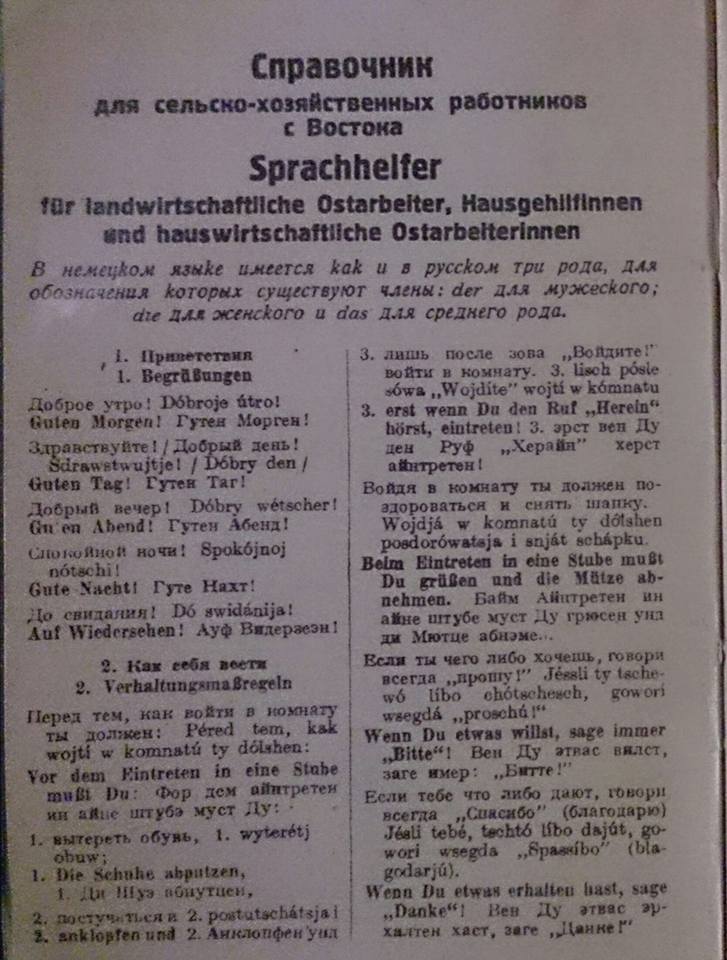 Справочник
для сельско-хозяйственных работников
с Востока
Sprachhelfer
für landwirtschaftliche Ostarbeiter, Hausgehilfinnen
und hauswirtschaftliche Ostarbeiterinnen
В немецком языке имеется как и в русском три рода, для
обозначения которых существуют члены: der для мужеского;
die для женского и das для среднего рода.
1. Приветствия
1. Begrüßungen
Доброе утро! Dóbroje útro!
Guten Morgen! Гутен Морген!
Здравствуйте! / Добрый день!
Sdrawstwujtje! / Dóbry den /
Guten Tag! Гутен Таг!
Добрый вечер! Dóbry wétscher!
Gu en Abend! Гутен Абенд!
Спокойной ночи! Spokójnoj
nótschi!
Gute Nacht! Гуте Нахт!
До свидания! Dó swidánija!
Auf Wiedersehen! Ауф Видерзеэн!
2. Как себя вести
2. Verhaltungsmaßregeln
Перед тем, как войти в комнату
ты должен: Péred tem, kak
wojtí w komnatú ty dólshen:
Vor dem Eintreten in eine Stube
mußt Du: Фор дем айнтретен
ин айне штубэ муст Ду:
1. вытереть обувь, 1. wyterétj
obuw;
1. Die Schuhe abputzen,
1. Ди Шуэ абпутцен,
2. постучаться и 2. postutschátsja i
2. anklopfen und 2. Анклопфен унд
3. лишь после зова „Войдите!"
войти в комнату. 3. lisch pósle
sówa „Wojdíte" wojtí w kómnatu
3. erst wenn Du den Ruf „Herein"
hörst, eintreten! 3. эрст вен Ду
ден Руф „Херайн" херст
айнтретен!
Войдя в комнату ты должен по-
здороваться и снять шапку.
Wojdjá w komnatú ty dólshen
posdorówatsja i snját schápku.
Beim Eintreten in eine Stube mußt
Du grüßen und die Mütze ab-
nehmen. Байм Айнтретен ин
айне штубе муст Ду грюсен унд
ди Мютце абнэме...
Если ты чего либо хочешь, говори
всегда „прошу!" Jéssli ty tsche-
wó líbo chótschesch, gowori
wsegdá „proschú!"
Wenn Du etwas willst, sage immer
„Bitte"! Вен Ду этвас вилст,
заге имер: „Битте!"
Если тебе что либо дают, говори
всегда „Спасибо" (благодарю)
Jésli tebé, tschtó líbo dajút, go-
wori wsegda „Spassíbo" (bla-
godarjú).
Wenn Du etwas erhalten hast, sage
„Danke"! Вен Ду этвас эр-
халтен хаст, заге „Данке!"